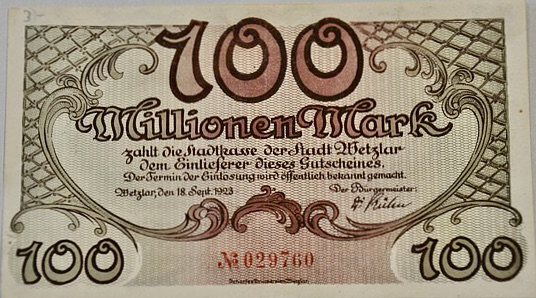 3-
100
Millionen Mark
zahlt die Stadtkasse der Stadt Wetzlar
dem Einlieferer dieses Gutscheines.
Der Termin der Einlösung wird öffentlich bekannt gemacht.
Wetzlar, den 18. Sept. 1923
Der Bürgermeister:
100
№ 029760
100